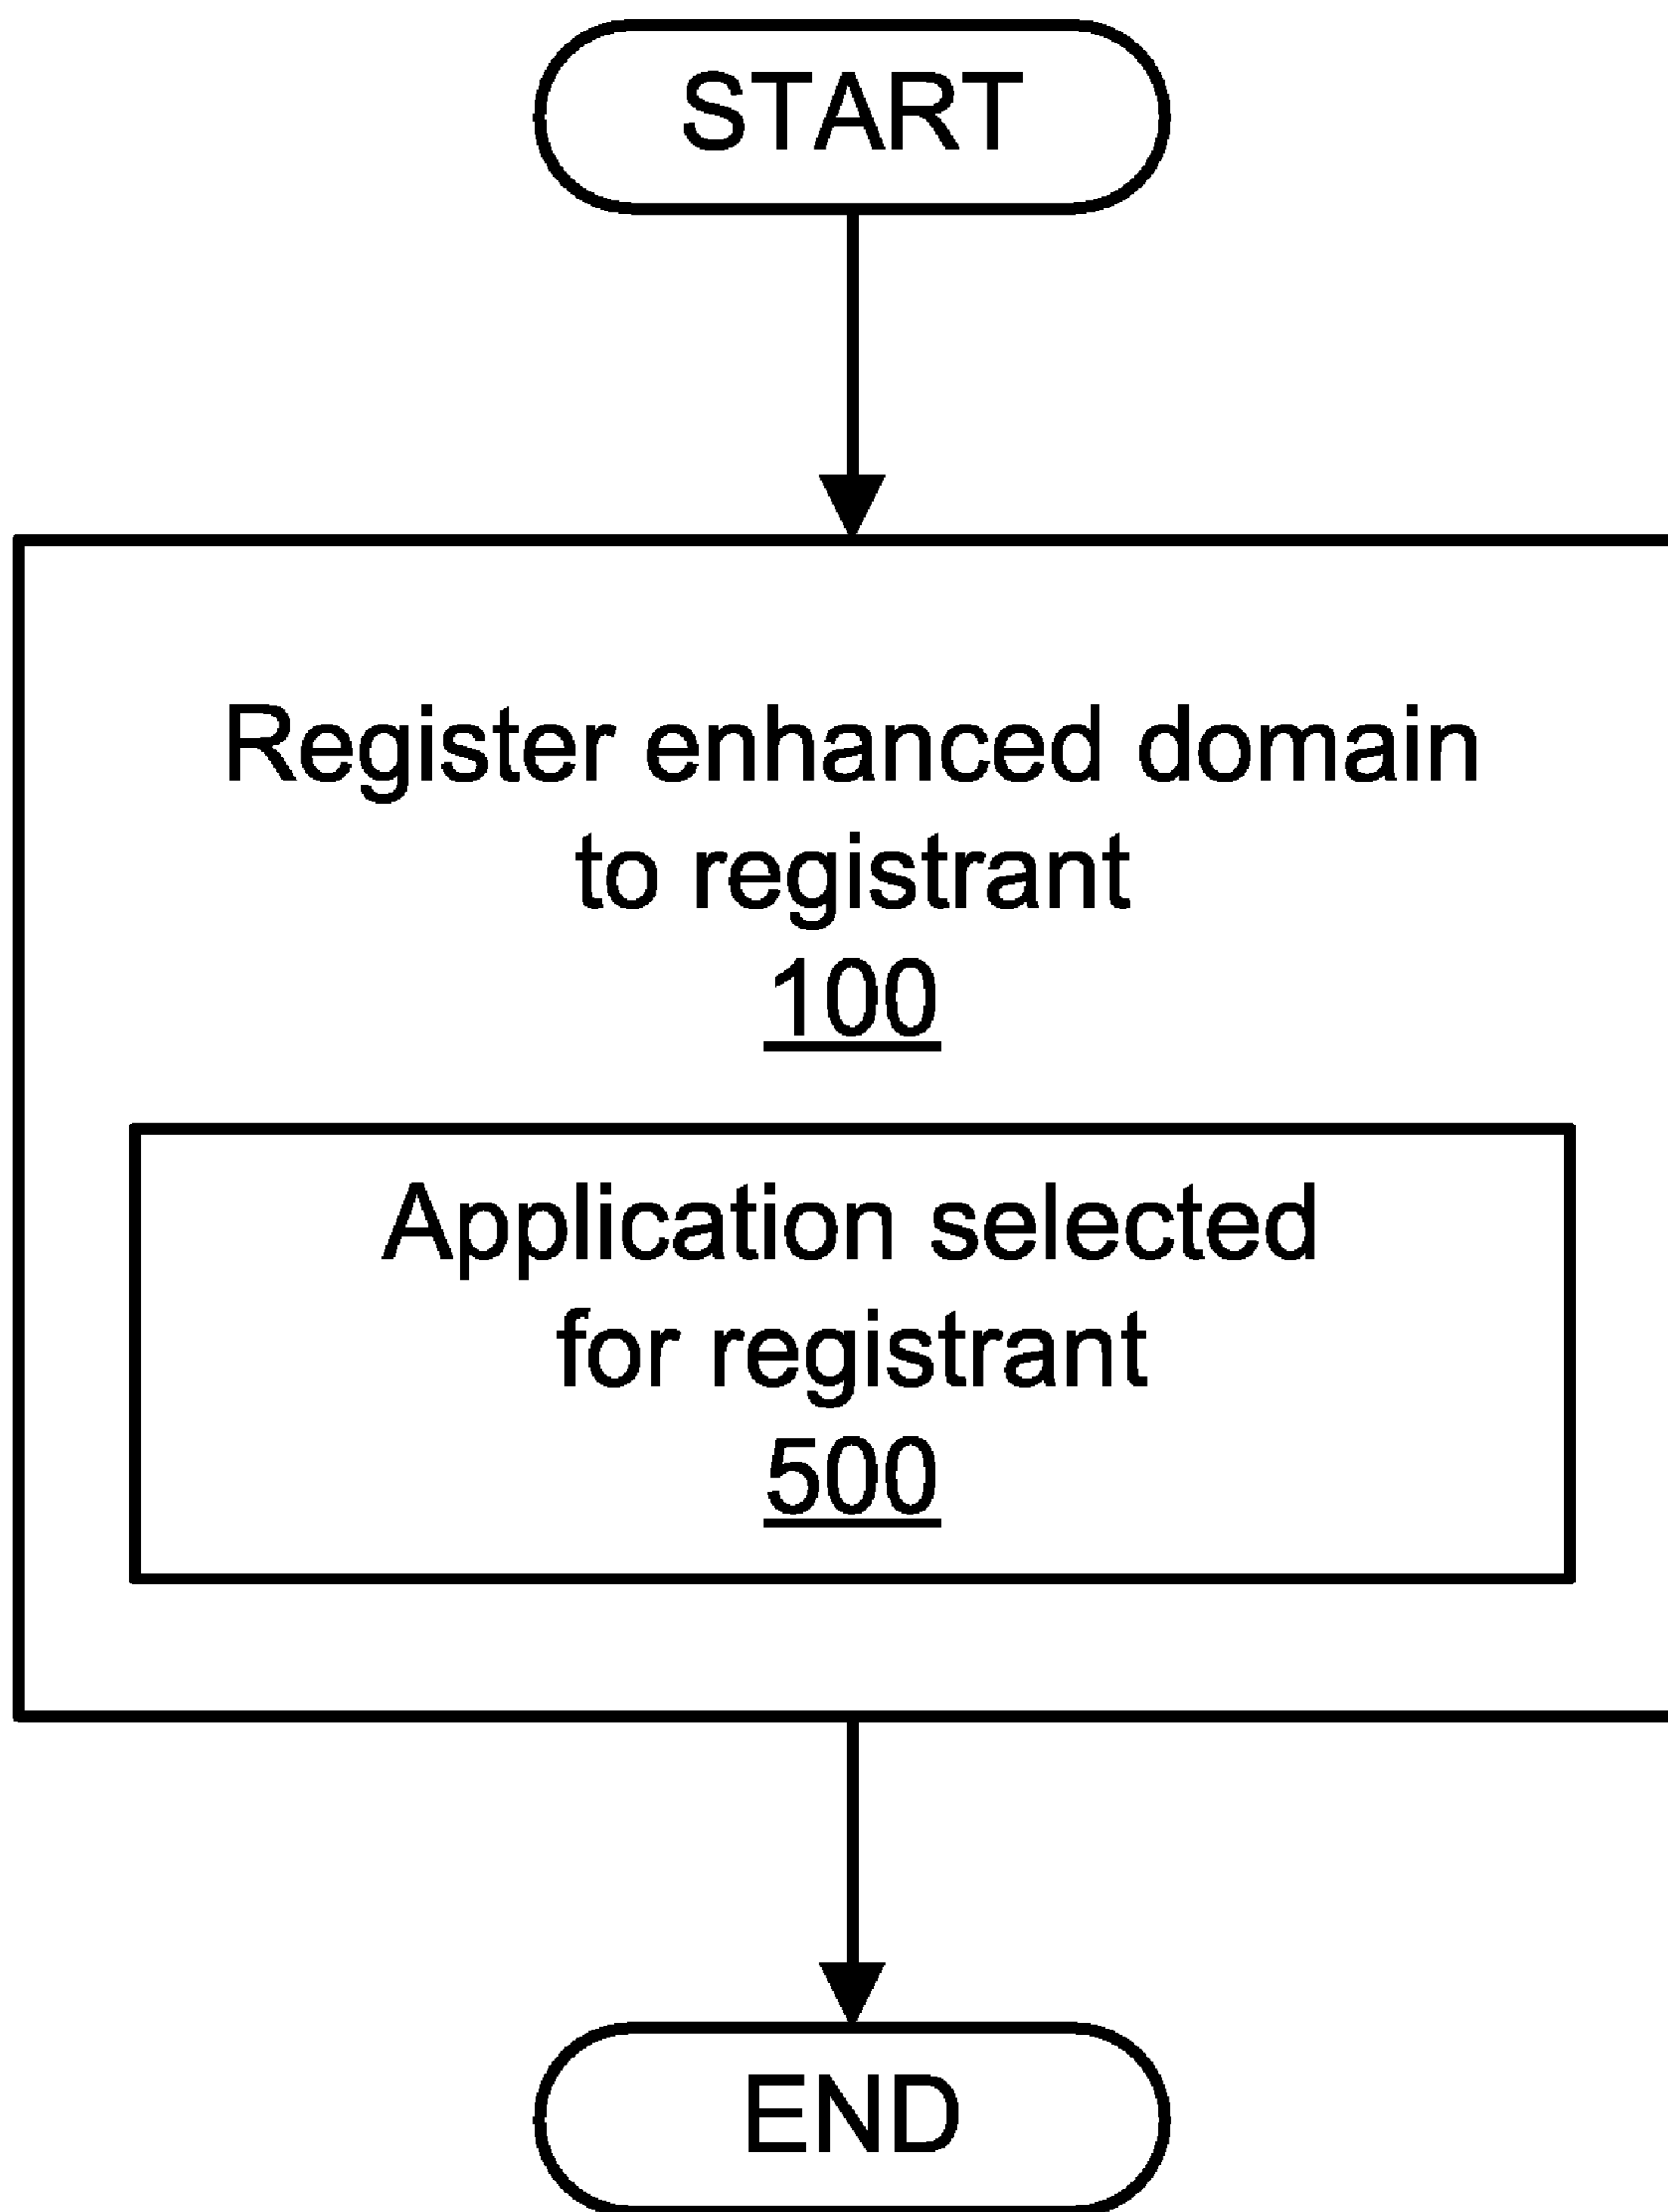 START
Register enhanced domain
to registrant
100
Application selected
for registrant
500
END